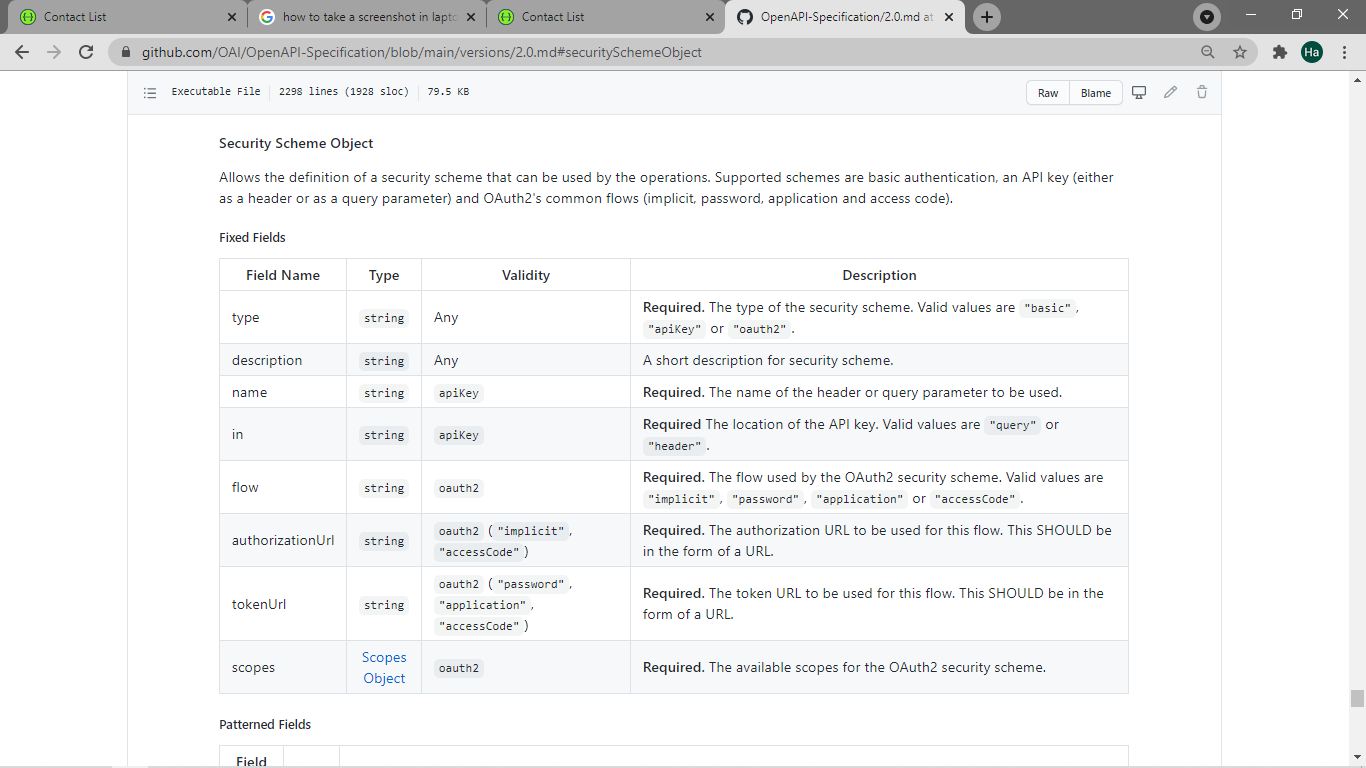 Contact List
how to take a screenshot in lapto
Contact List
OpenAPI-Specification/2.0.md at
github.com/OAI/OpenAPI-Specification/blob/main/versions/2.0.md#securitySchemeObject
Ha
Executable File 2298 lines (1928 sloc) 79.5 KB
Raw Blame
Security Scheme Object
Allows the definition of a security scheme that can be used by the operations. Supported schemes are basic authentication, an API key (either
as a header or as a query parameter) and OAuth2's common flows (implicit, password, application and access code).
Fixed Fields
Field Name Type Validity Description
type string Any Required. The type of the security scheme. Valid values are "basic",
"apiKey" or "oauth2".
description string Any A short description for security scheme.
name string apiKey Required. The name of the header or query parameter to be used.
in string apiKey Required The location of the API key. Valid values are "query" or
"header".
flow string oauth2 Required. The flow used by the OAuth2 security scheme. Valid values are
"implicit", "password", "application" or "accessCode".
authorizationUrl string oauth2 ("implicit",
"accessCode") Required. The authorization URL to be used for this flow. This SHOULD be
in the form of a URL.
tokenUrl string oauth2 ("password",
"application",
"accessCode") Required. The token URL to be used for this flow. This SHOULD be in the
form of a URL.
scopes Scopes
Object oauth2 Required. The available scopes for the OAuth2 security scheme.
Patterned Fields
Field